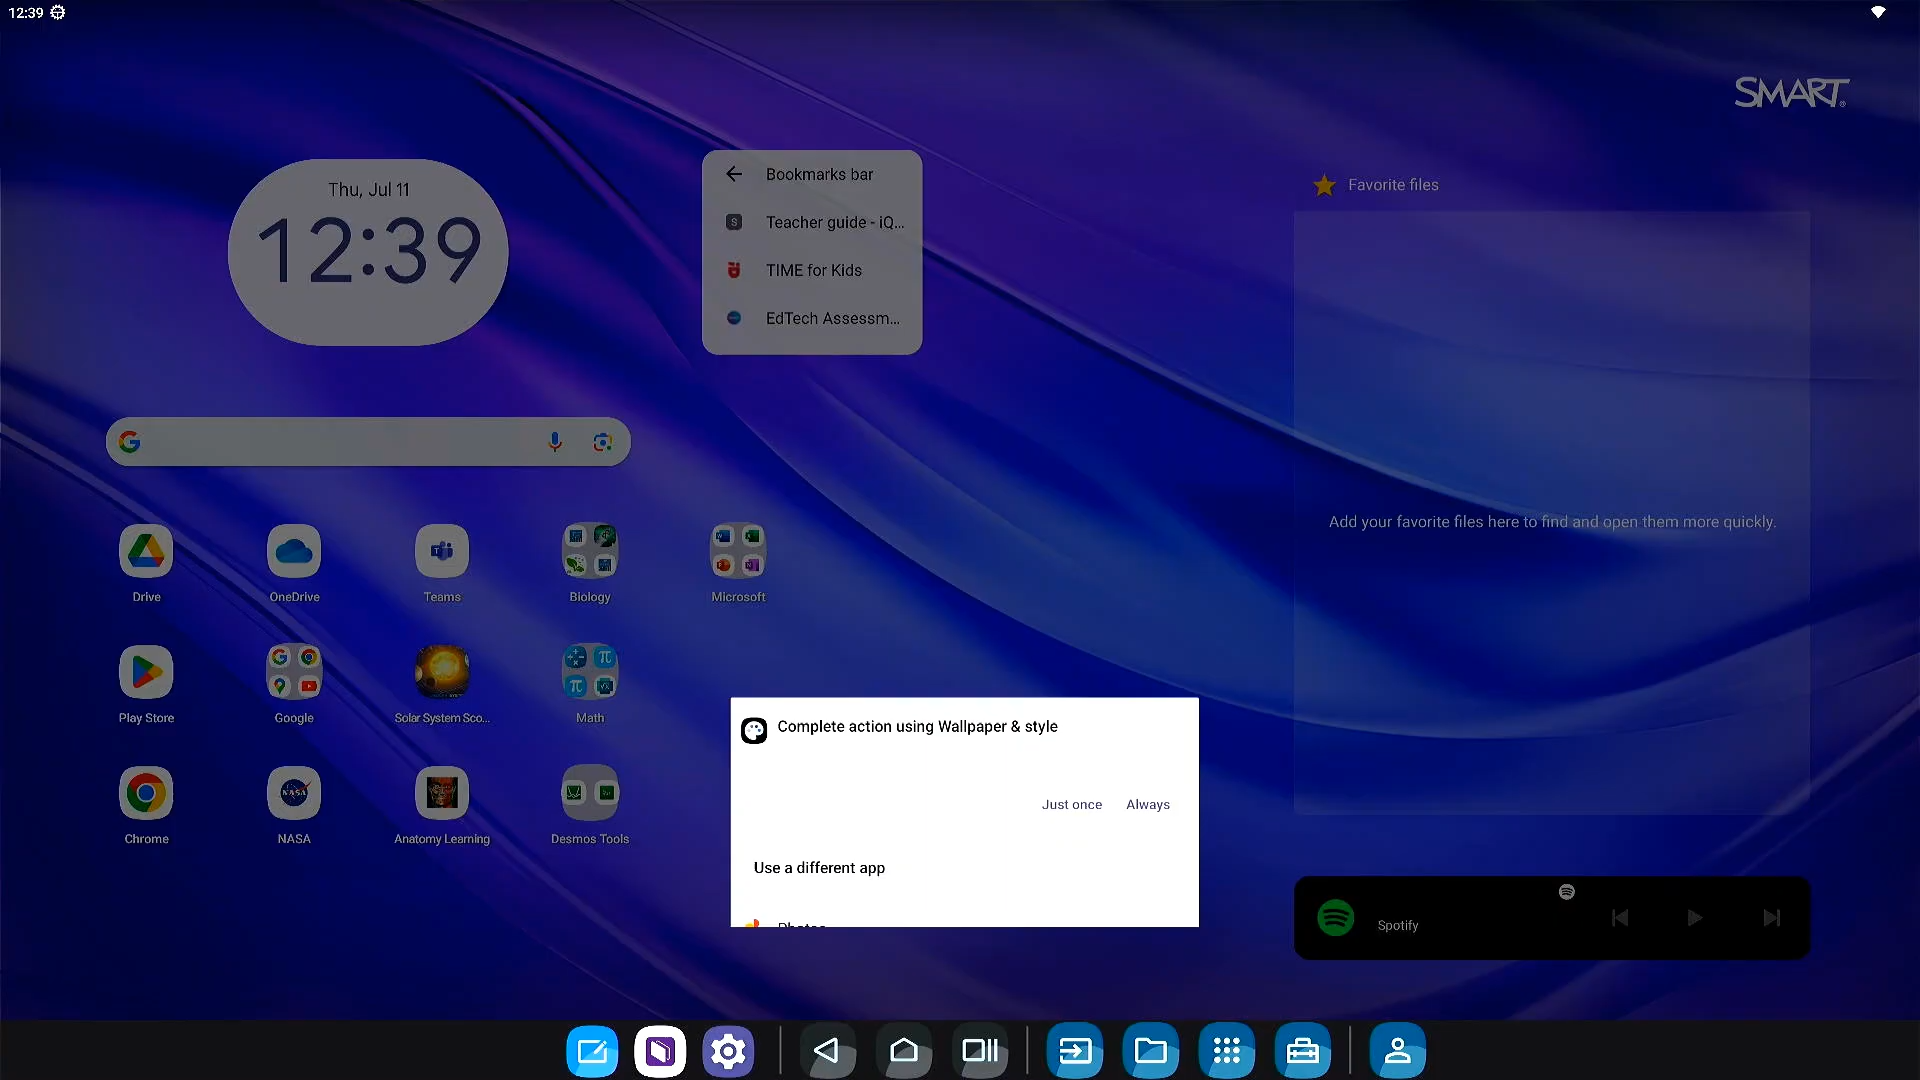 12:39
SMART
Thu, Jul 11
12:39
Bookmarks bar
Teacher guide - iQ...
TIME for Kids
EdTech Assessm...
Favorite files
Add your favorite files here to find and open them more quickly.
Drive
OneDrive
Teams
Biology
Microsoft
Play Store
Google
Solar System Sco...
Math
Chrome
NASA
Anatomy Learning
Desmos Tools
Complete action using Wallpaper & style
Just once
Always
Use a different app
Photos
Spotify